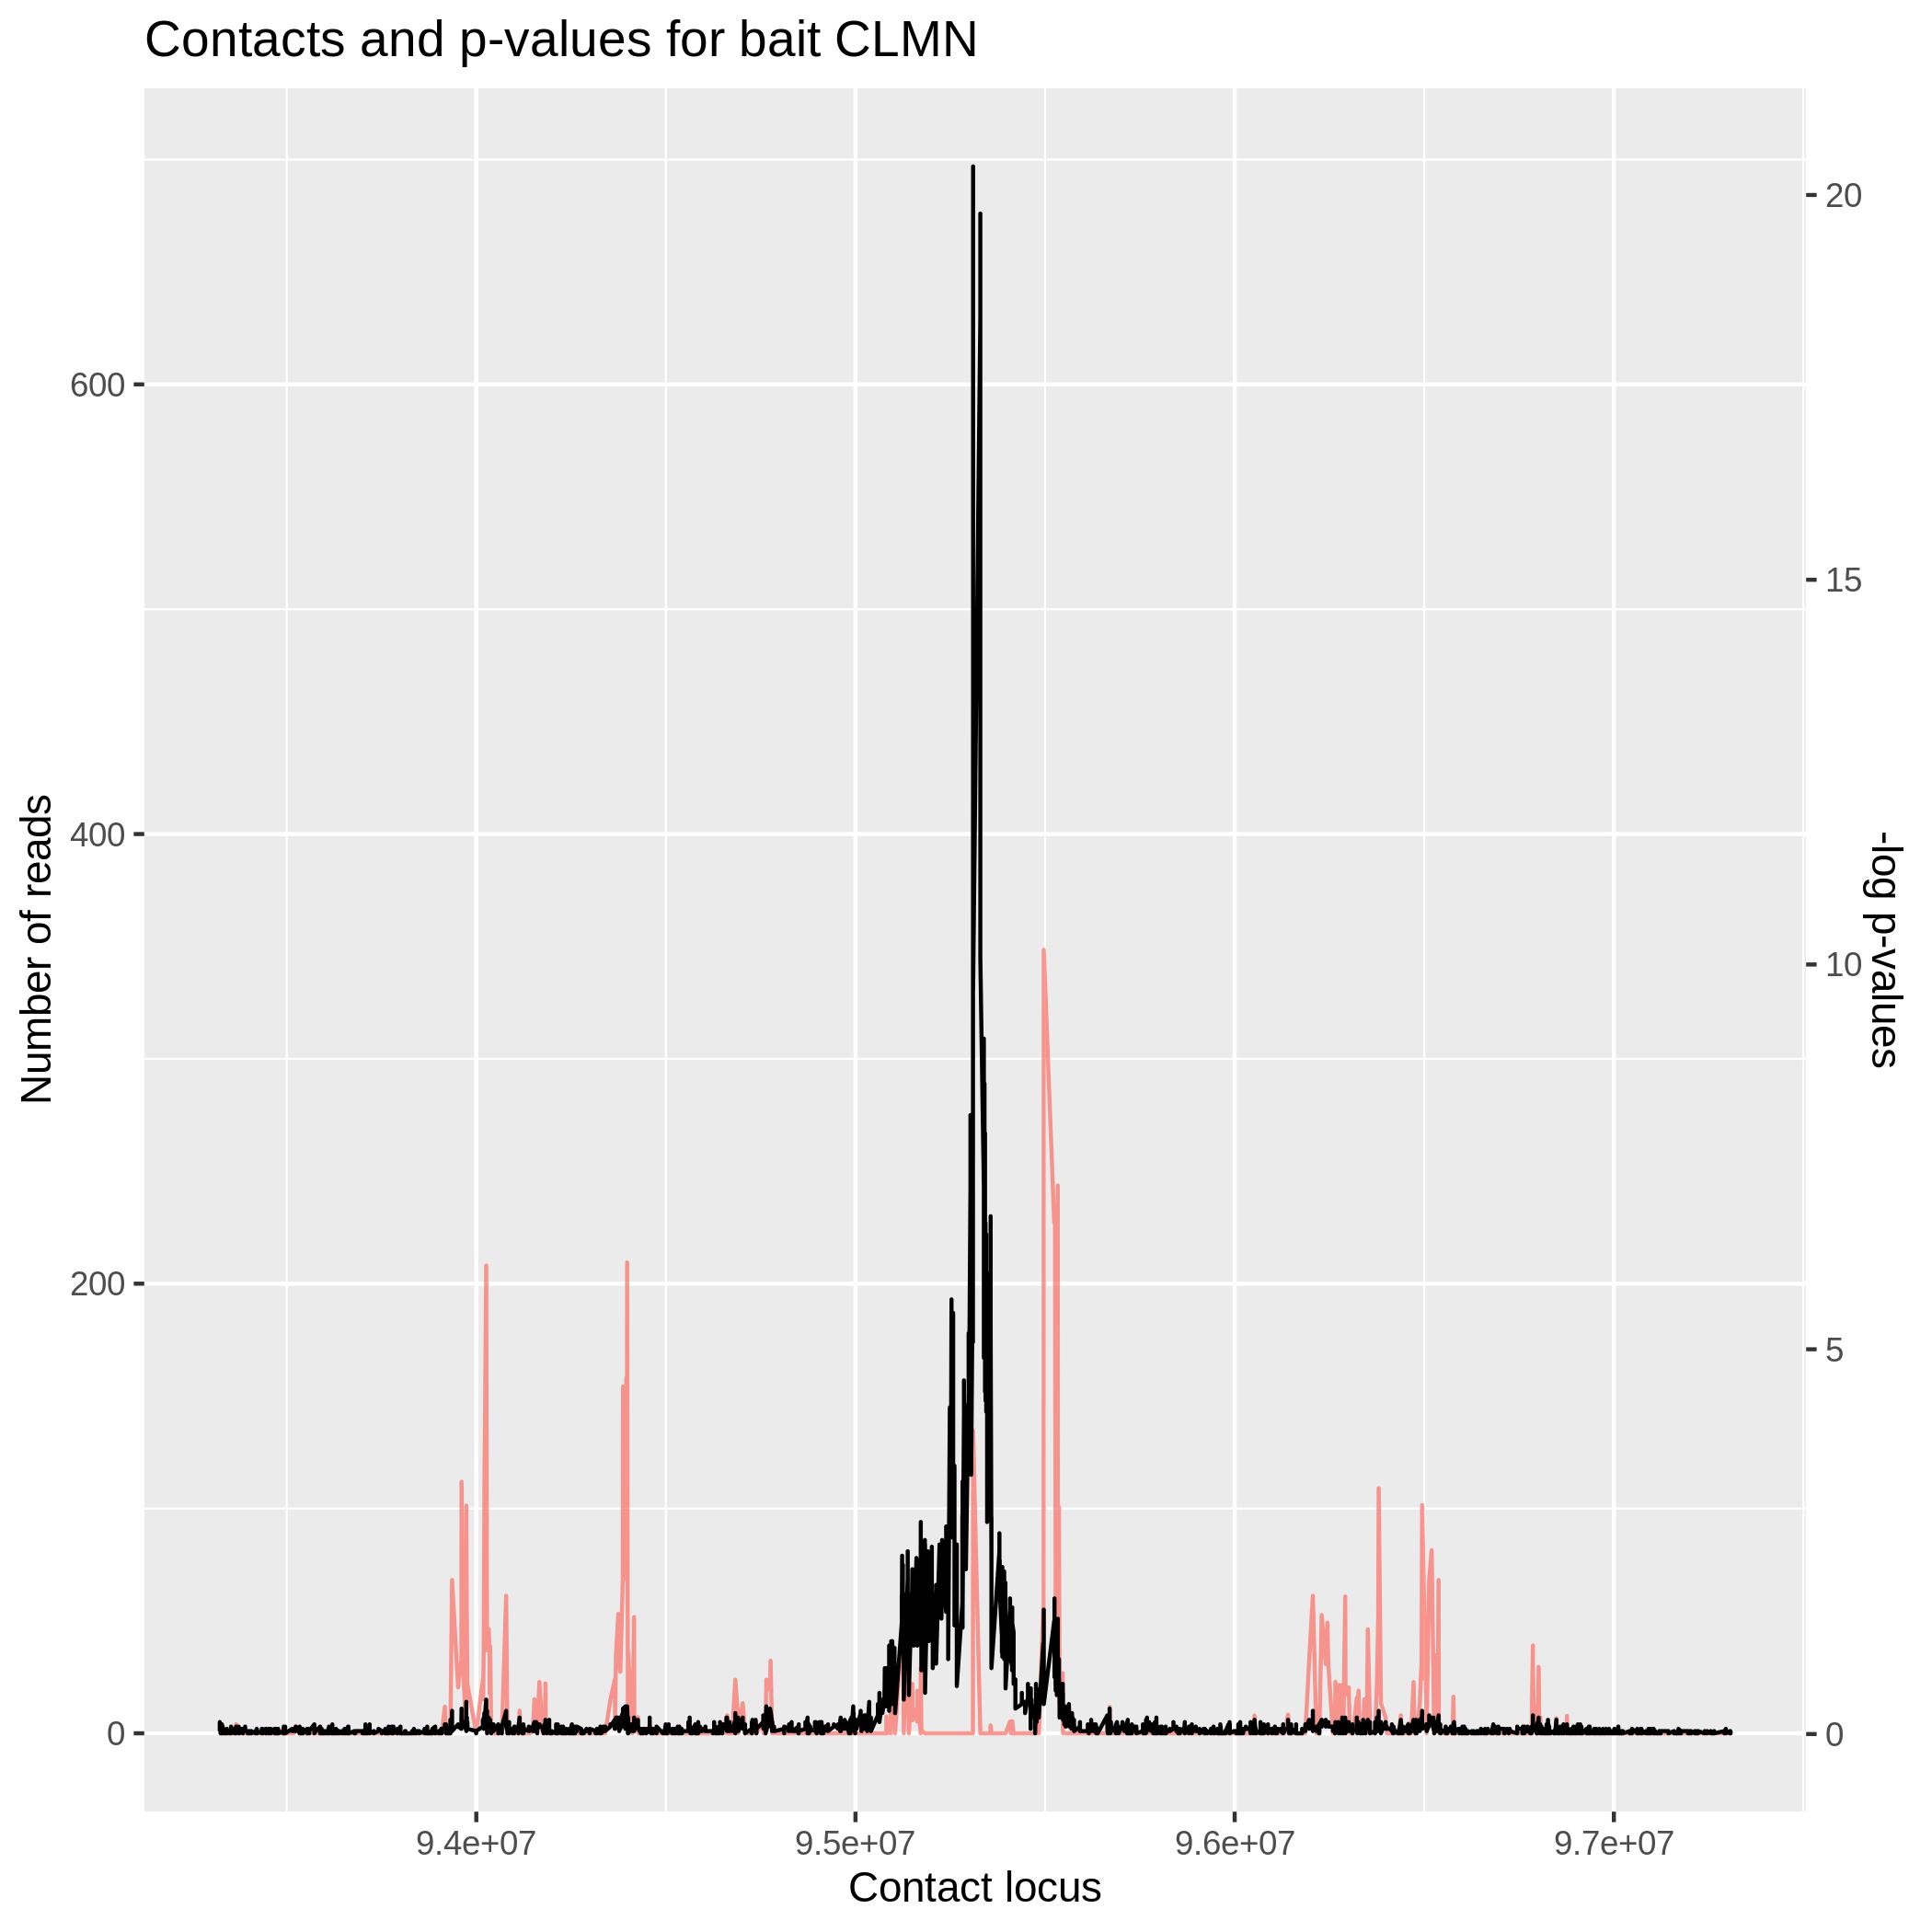 Contacts and p-values for bait CLMN
Number of reads
600
400
200
0
20
15
10
5
0
-log p-values
9.4e+07 9.5e+07 9.6e+07 9.7e+07
Contact locus